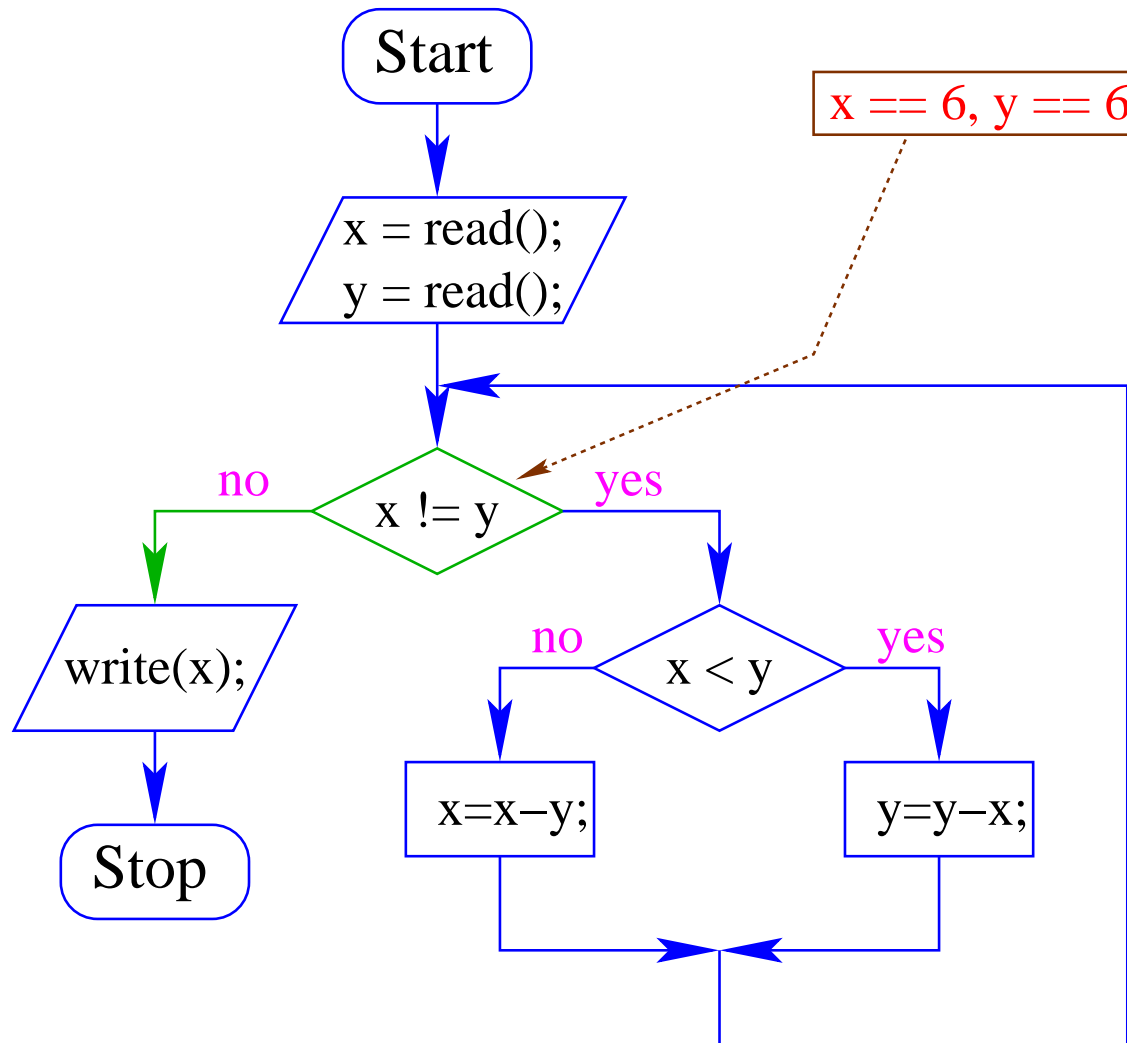 Start
x == 6, y == 6
x = read();
y = read();
no
yes
x != y
no
yes
write(x);
x < y
x=x−y;
y=y−x;
Stop